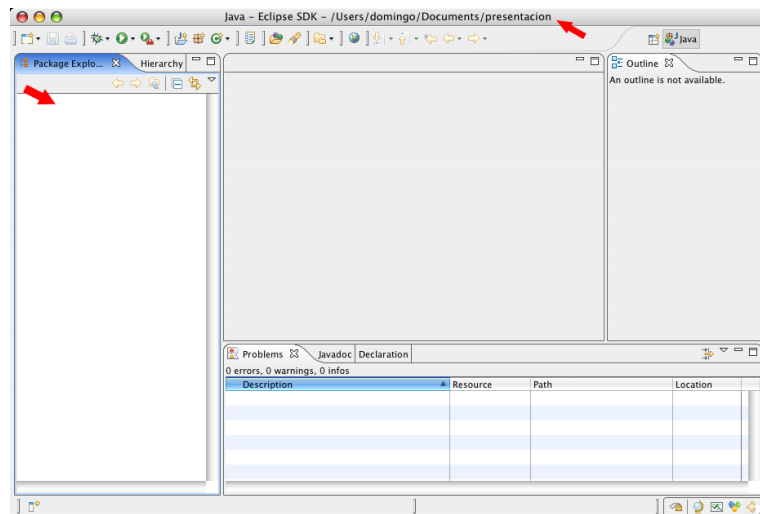 Java - Eclipse SDK - /Users/domingo/Documents/presentacion
Java
Package Explo...
Hierarchy
Outline
An outline is not available.
Problems
Javadoc
Declaration
0 errors, 0 warnings, 0 infos
Description
Resource
Path
Location